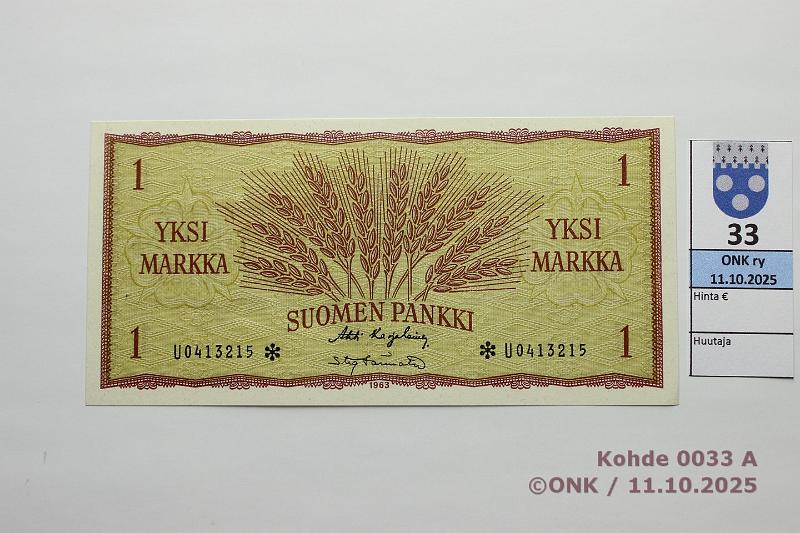 1
1
YKSI
MARKKA
YKSI
MARKKA
SUOMEN PANKKI
1
U0413215 *
* U0413215
1
1963
33
ONK ry
11.10.2025
Hinta €
Huutaja
Kohde 0033 A
©ONK / 11.10.2025